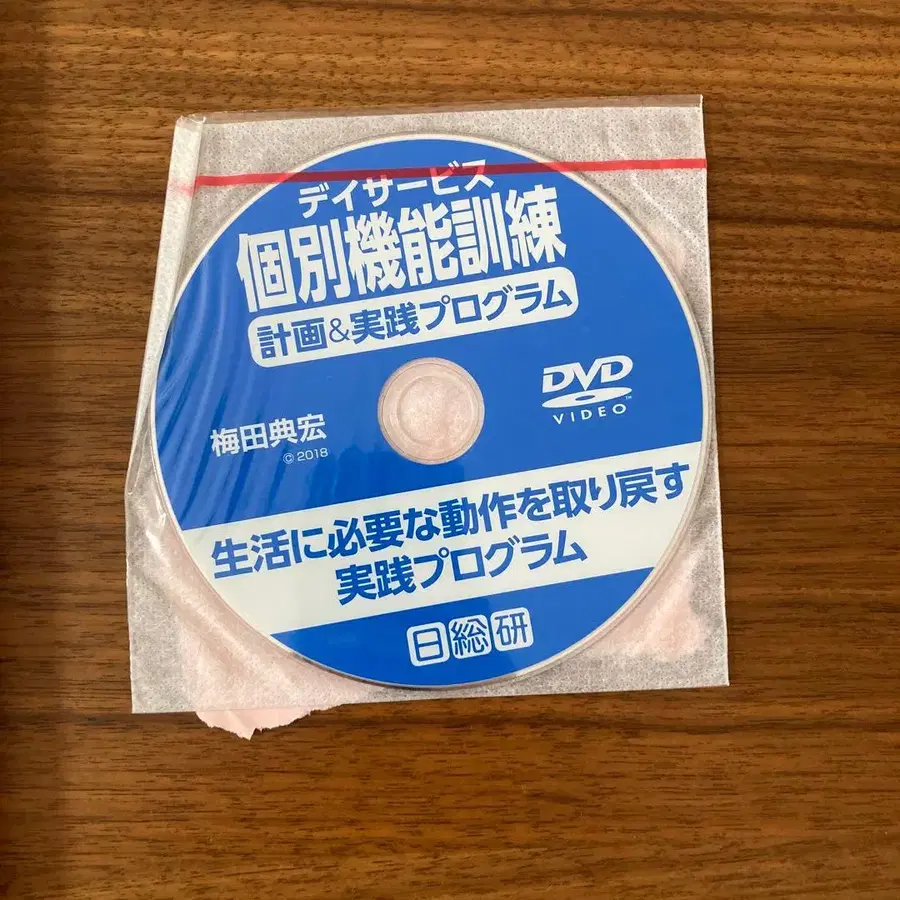 デイサービス
個別機能訓練
計画&実践プログラム
DVD
VIDEO
梅田典宏
©2018
生活に必要な動作を取り戻す
実践プログラム
日総研